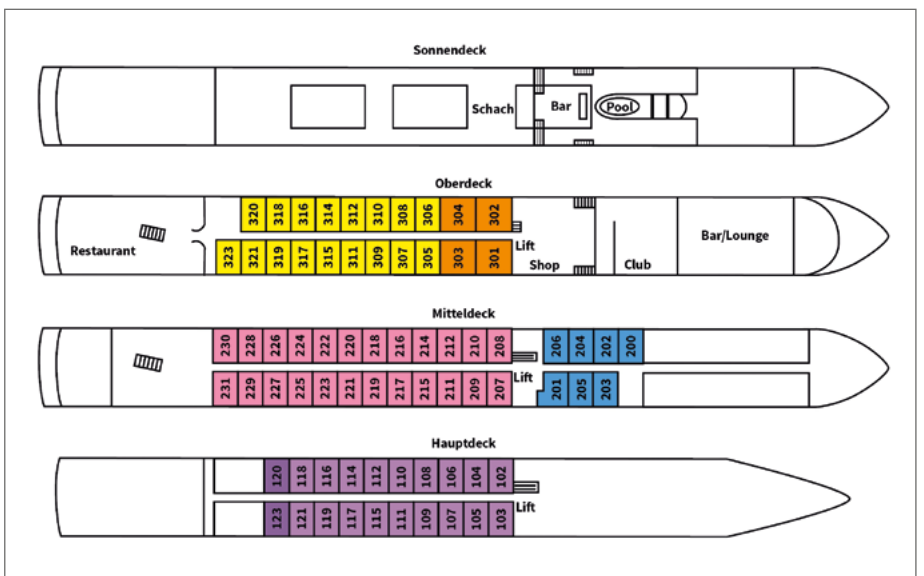 Sonnendeck
Schach Bar Pool
Oberdeck
320 318 316 314 312 310 308 306 304 302
Restaurant Lift Bar/Lounge
323 321 319 317 315 311 309 307 305 303 301 Shop Club
Mitteldeck
230 228 226 224 222 220 218 216 214 212 210 208 206 204 202 200
Lift
231 229 227 225 223 221 219 217 215 211 209 207 201 205 203
Hauptdeck
120 118 116 114 112 110 108 106 104 102
Lift
123 121 119 117 115 111 109 107 105 103